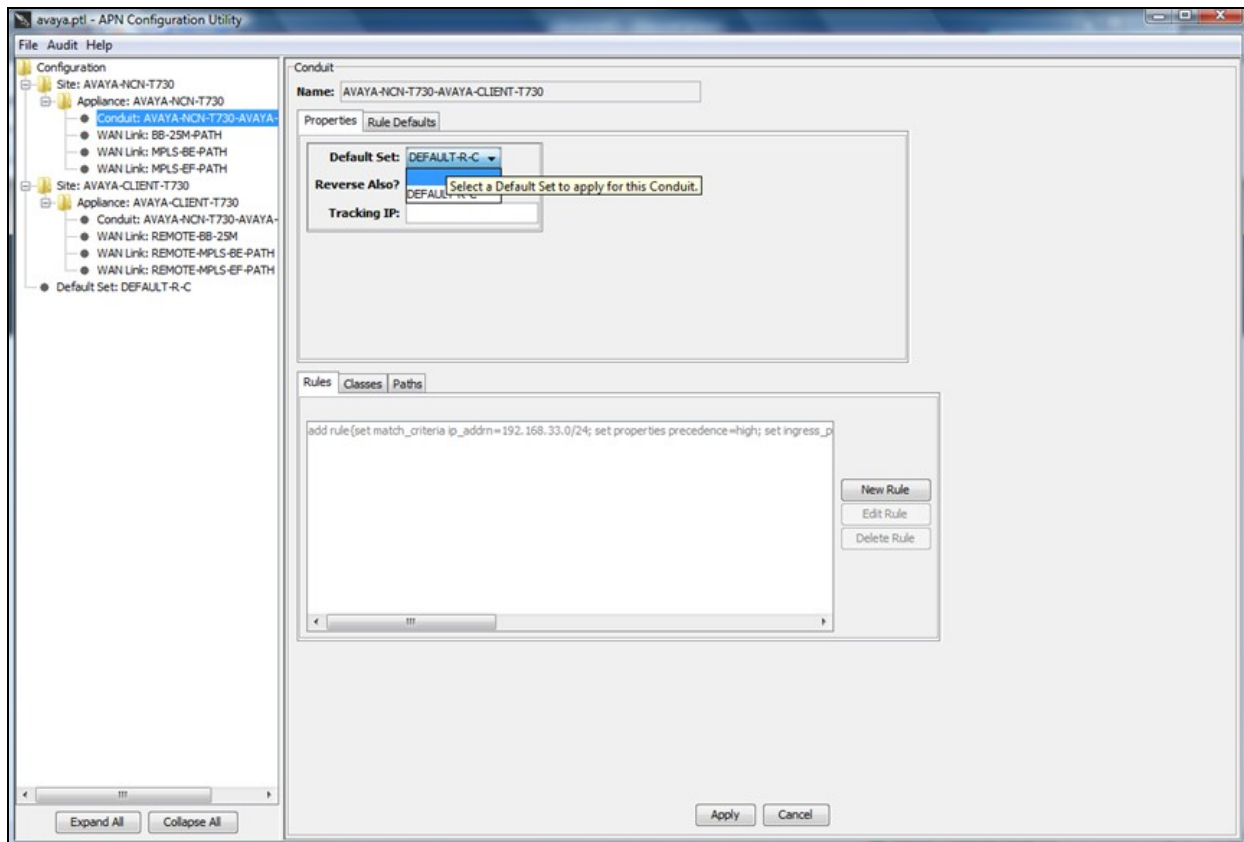 avaya.ptl - APN Configuration Utility
File Audit Help
Configuration
Site: AVAYA-NCN-T730
Appliance: AVAYA-NCN-T730
Conduit: AVAYA-NCN-T730-AVAYA-
WAN Link: BB-25M-PATH
WAN Link: MPLS-BE-PATH
WAN Link: MPLS-EF-PATH
Site: AVAYA-CLIENT-T730
Appliance: AVAYA-CLIENT-T730
Conduit: AVAYA-NCN-T730-AVAYA-
WAN Link: REMOTE-BB-25M
WAN Link: REMOTE-MPLS-BE-PATH
WAN Link: REMOTE-MPLS-EF-PATH
Default Set: DEFAULT-R-C
Expand All Collapse All
Conduit
Name: AVAYA-NCN-T730-AVAYA-CLIENT-T730
Properties Rule Defaults
Default Set: DEFAULT-R-C
Reverse Also? Select a Default Set to apply for this Conduit.
DEFAULT-R-C
Tracking IP:
Rules Classes Paths
add rule{set match_criteria ip_addrn=192.168.33.0/24; set properties precedence=high; set ingress_p
New Rule
Edit Rule
Delete Rule
Apply Cancel